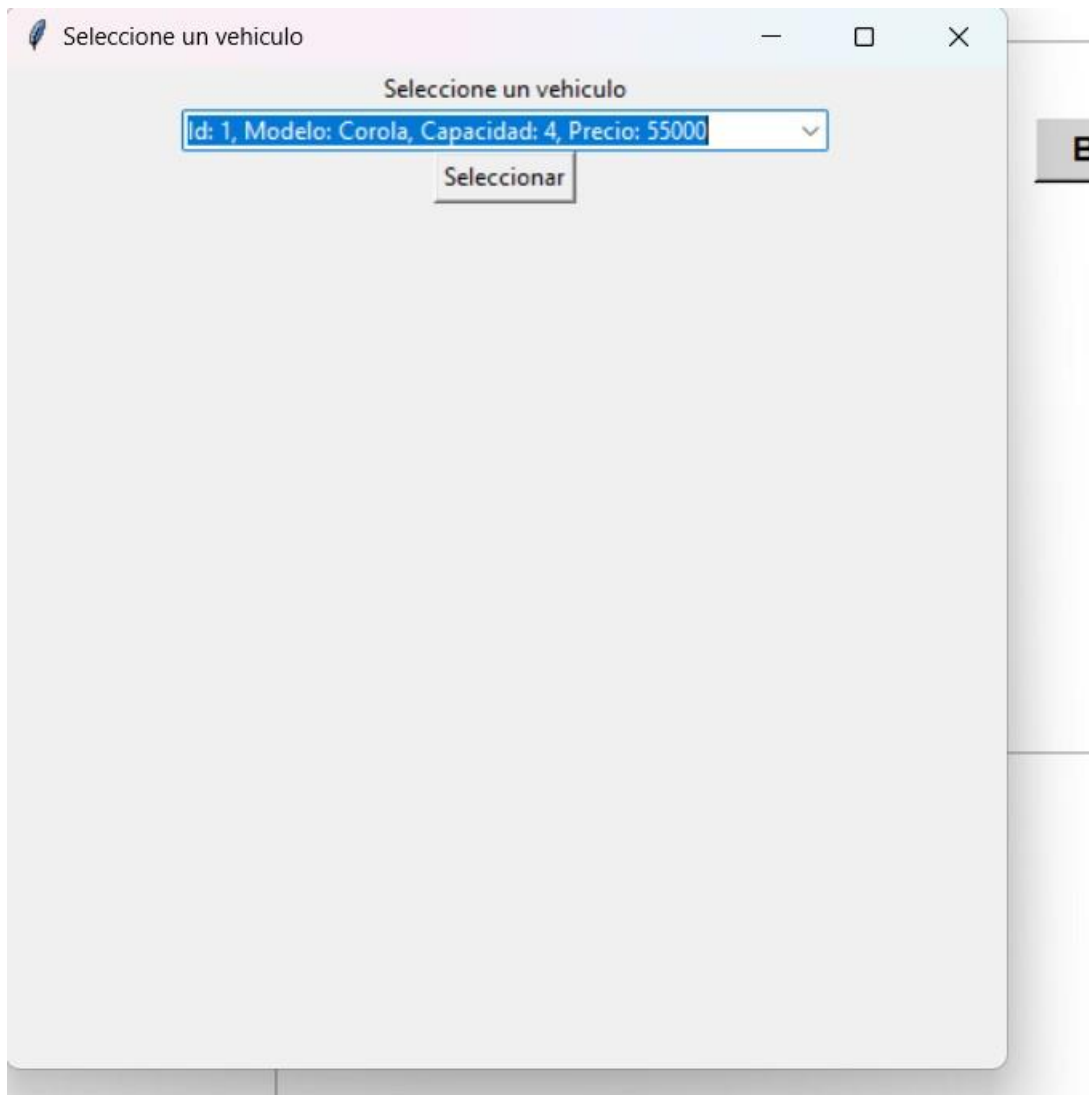 Seleccione un vehiculo
Seleccione un vehiculo
Id: 1, Modelo: Corola, Capacidad: 4, Precio: 55000
Seleccionar